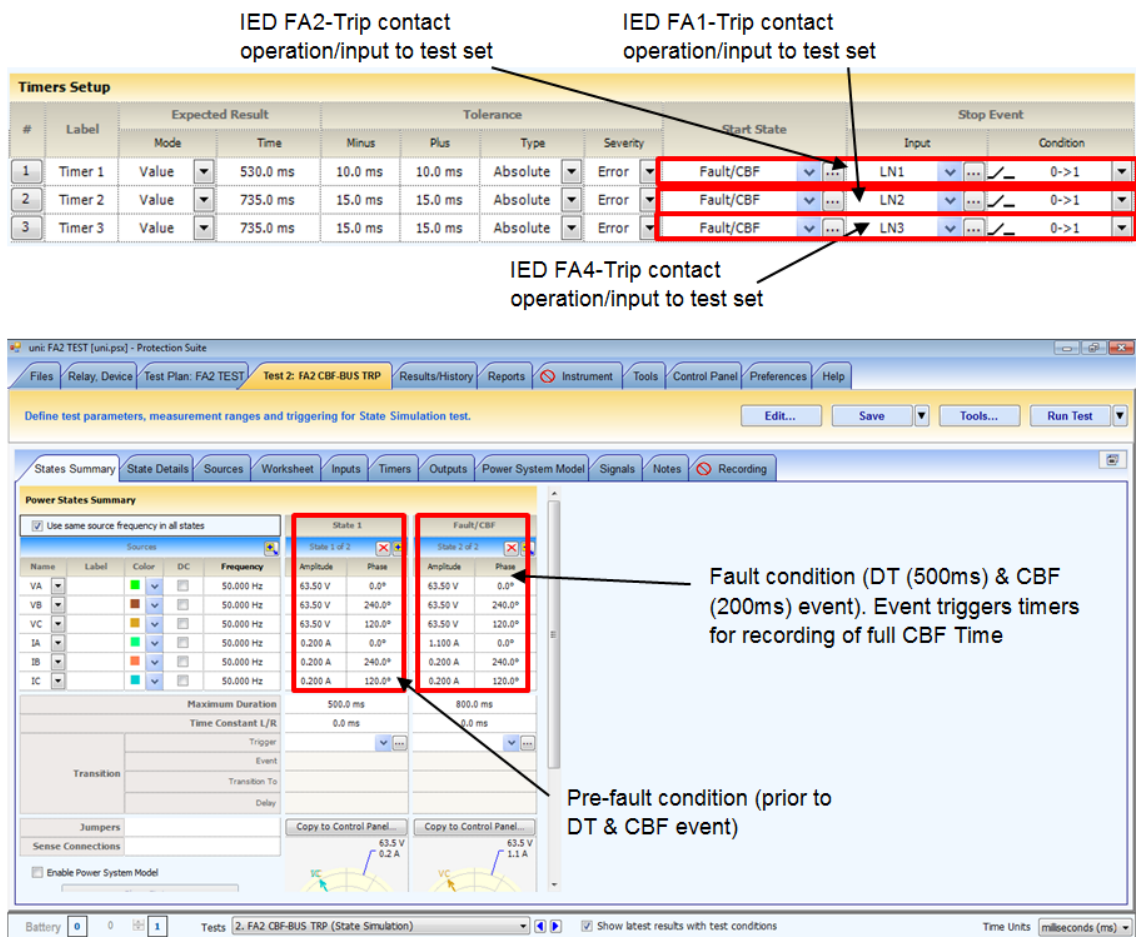 IED FA2-Trip contact
operation/input to test set
IED FA1-Trip contact
operation/input to test set
Timers Setup
# Label Expected Result Tolerance Start State Stop Event
Mode Time Minus Plus Type Severity Input Condition
1 Timer 1 Value 530.0 ms 10.0 ms 10.0 ms Absolute Error Fault/CBF ... LN1 ... 0->1
2 Timer 2 Value 735.0 ms 15.0 ms 15.0 ms Absolute Error Fault/CBF ... LN2 ... 0->1
3 Timer 3 Value 735.0 ms 15.0 ms 15.0 ms Absolute Error Fault/CBF ... LN3 ... 0->1
IED FA4-Trip contact
operation/input to test set
uni: FA2 TEST [uni.psx] - Protection Suite
Files Relay, Device Test Plan: FA2 TEST Test 2: FA2 CBF-BUS TRP Results/History Reports Instrument Tools Control Panel Preferences Help
Define test parameters, measurement ranges and triggering for State Simulation test. Edit... Save Tools... Run Test
States Summary State Details Sources Worksheet Inputs Timers Outputs Power System Model Signals Notes Recording
Power States Summary
Use same source frequency in all states State 1 Fault/CBF
Sources State 1 of 2 State 2 of 2
Name Label Color DC Frequency Amplitude Phase Amplitude Phase
VA 50.000 Hz 63.50 V 0.0° 63.50 V 0.0°
VB 50.000 Hz 63.50 V 240.0° 63.50 V 240.0°
VC 50.000 Hz 63.50 V 120.0° 63.50 V 120.0°
IA 50.000 Hz 0.200 A 0.0° 1.100 A 0.0°
IB 50.000 Hz 0.200 A 240.0° 0.200 A 240.0°
IC 50.000 Hz 0.200 A 120.0° 0.200 A 120.0°
Maximum Duration 500.0 ms 800.0 ms
Time Constant L/R 0.0 ms 0.0 ms
Transition
Trigger ... ...
Event
Transition To
Delay
Jumpers Copy to Control Panel... Copy to Control Panel...
Sense Connections
63.5 V 63.5 V
0.2 A 1.1 A
Enable Power System Model
VC
Fault condition (DT (500ms) & CBF
(200ms) event). Event triggers timers
for recording of full CBF Time
Pre-fault condition (prior to
DT & CBF event)
Battery 0 0 1 Tests 2. FA2 CBF-BUS TRP (State Simulation) Show latest results with test conditions Time Units miliseconds (ms)